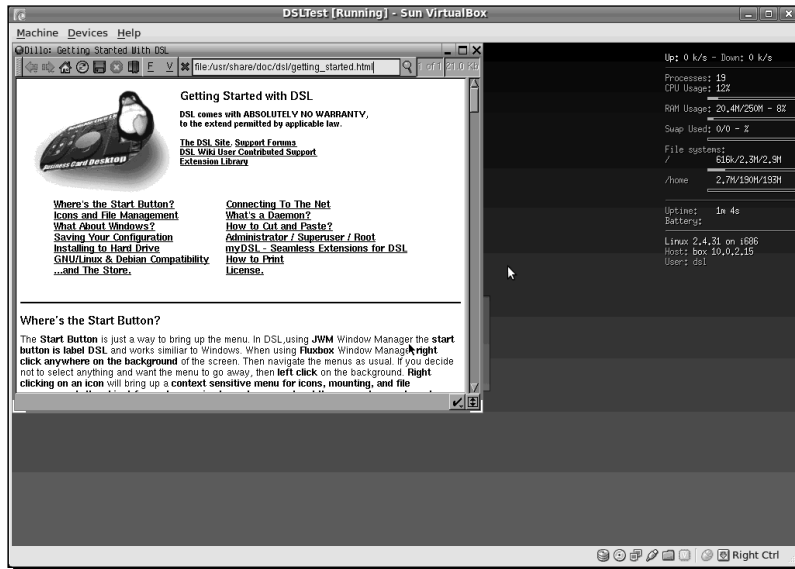 DSLTest [Running] - Sun VirtualBox
Machine Devices Help
Dillo: Getting Started With DSL
E V file:/usr/share/doc/dsl/getting_started.html 1 of 1
Business Card Desktop
Getting Started with DSL
DSL comes with ABSOLUTELY NO WARRANTY,
to the extend permitted by applicable law.
The DSL Site, Support Forums
DSL Wiki User Contributed Support
Extension Library
Where's the Start Button?
Icons and File Management
What About Windows?
Saving Your Configuration
Installing to Hard Drive
GNU/Linux & Debian Compatibility
...and The Store.
Connecting To The Net
What's a Daemon?
How to Cut and Paste?
Administrator / Superuser / Root
myDSL - Seamless Extensions for DSL
How to Print
License.
Where's the Start Button?
The Start Button is just a way to bring up the menu. In DSL,using JWM Window Manager the start
button is label DSL and works similiar to Windows. When using Fluxbox Window Manager right
click anywhere on the background of the screen. Then navigate the menus as usual. If you decide
not to select anything and want the menu to go away, then left click on the background. Right
clicking on an icon will bring up a context sensitive menu for icons, mounting, and file
Up: 0 k/s - Down: 0 k/s
Processes: 19
CPU Usage: 12%
RAM Usage: 20.4M/250M - 8%
Swap Used: 0/0 - %
File systems:
/ 616k/2.3M/2.9M
/home 2.7M/190M/193M
Uptime: 1m 4s
Battery:
Linux 2.4.31 on i686
Host: box 10.0.2.15
User: dsl
Right Ctrl